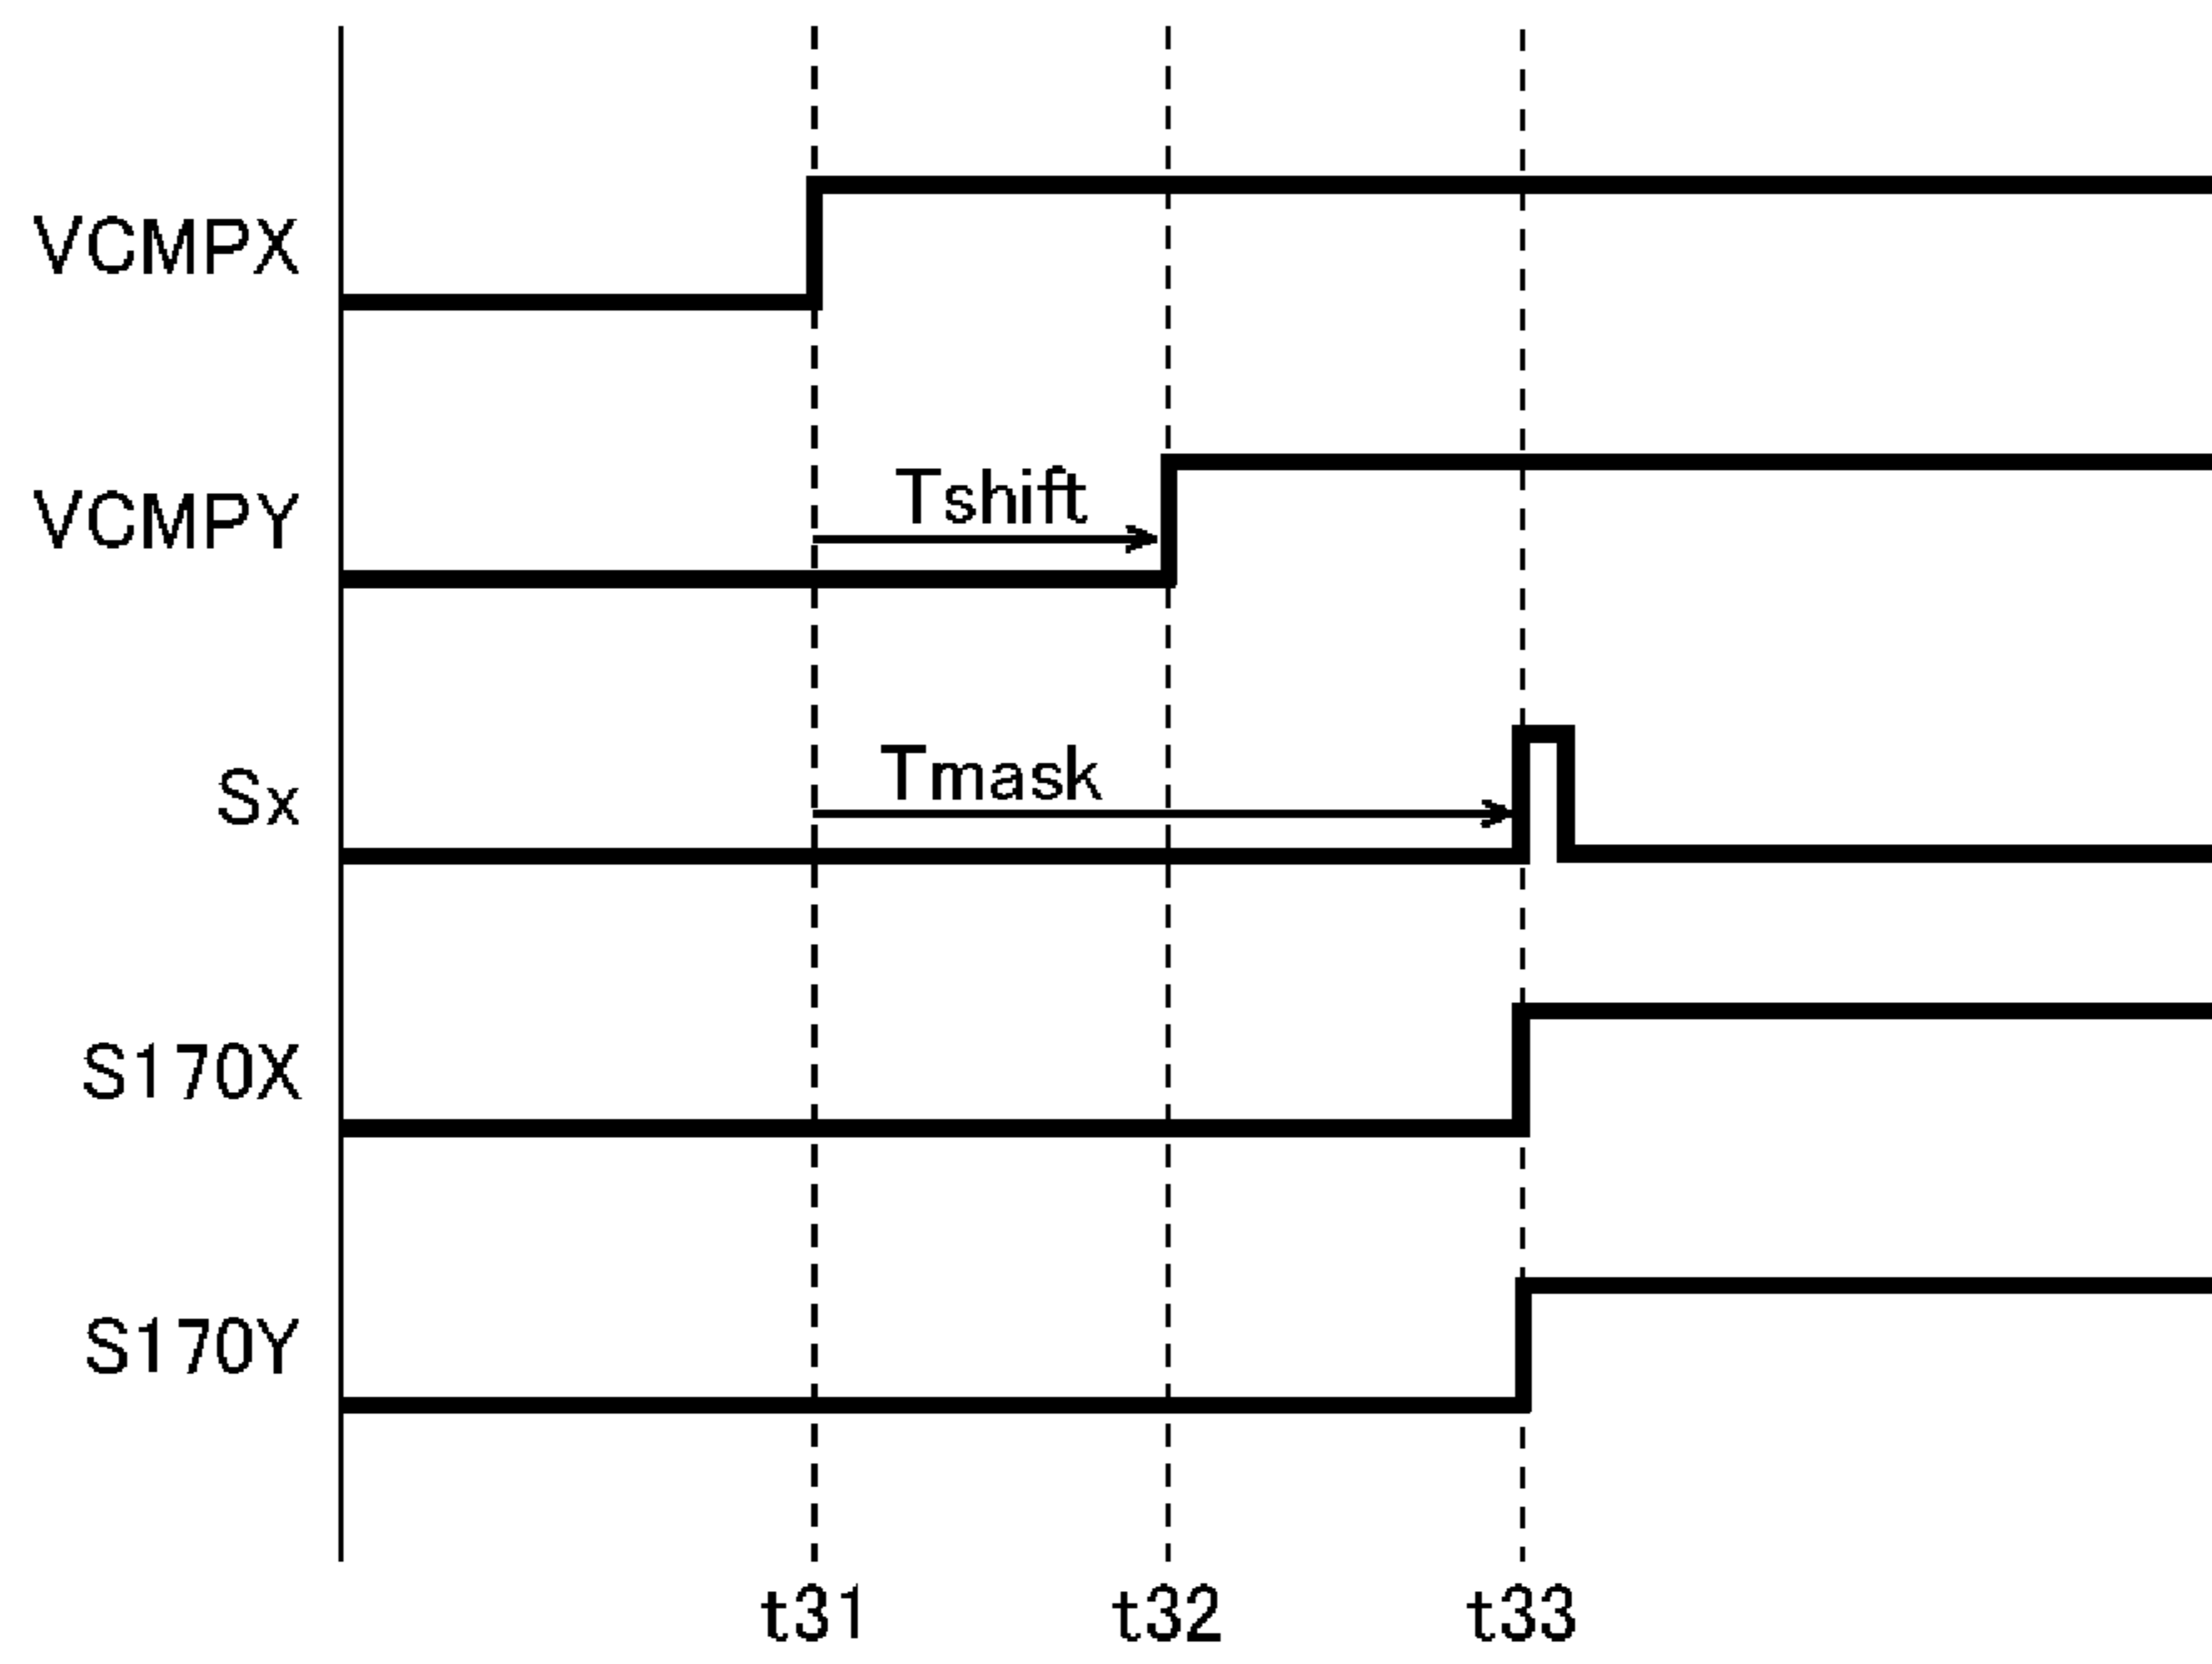 VCMPX
Tshift
VCMPY
Tmask
Sx
S170X
S170Y
t31 t32 t33